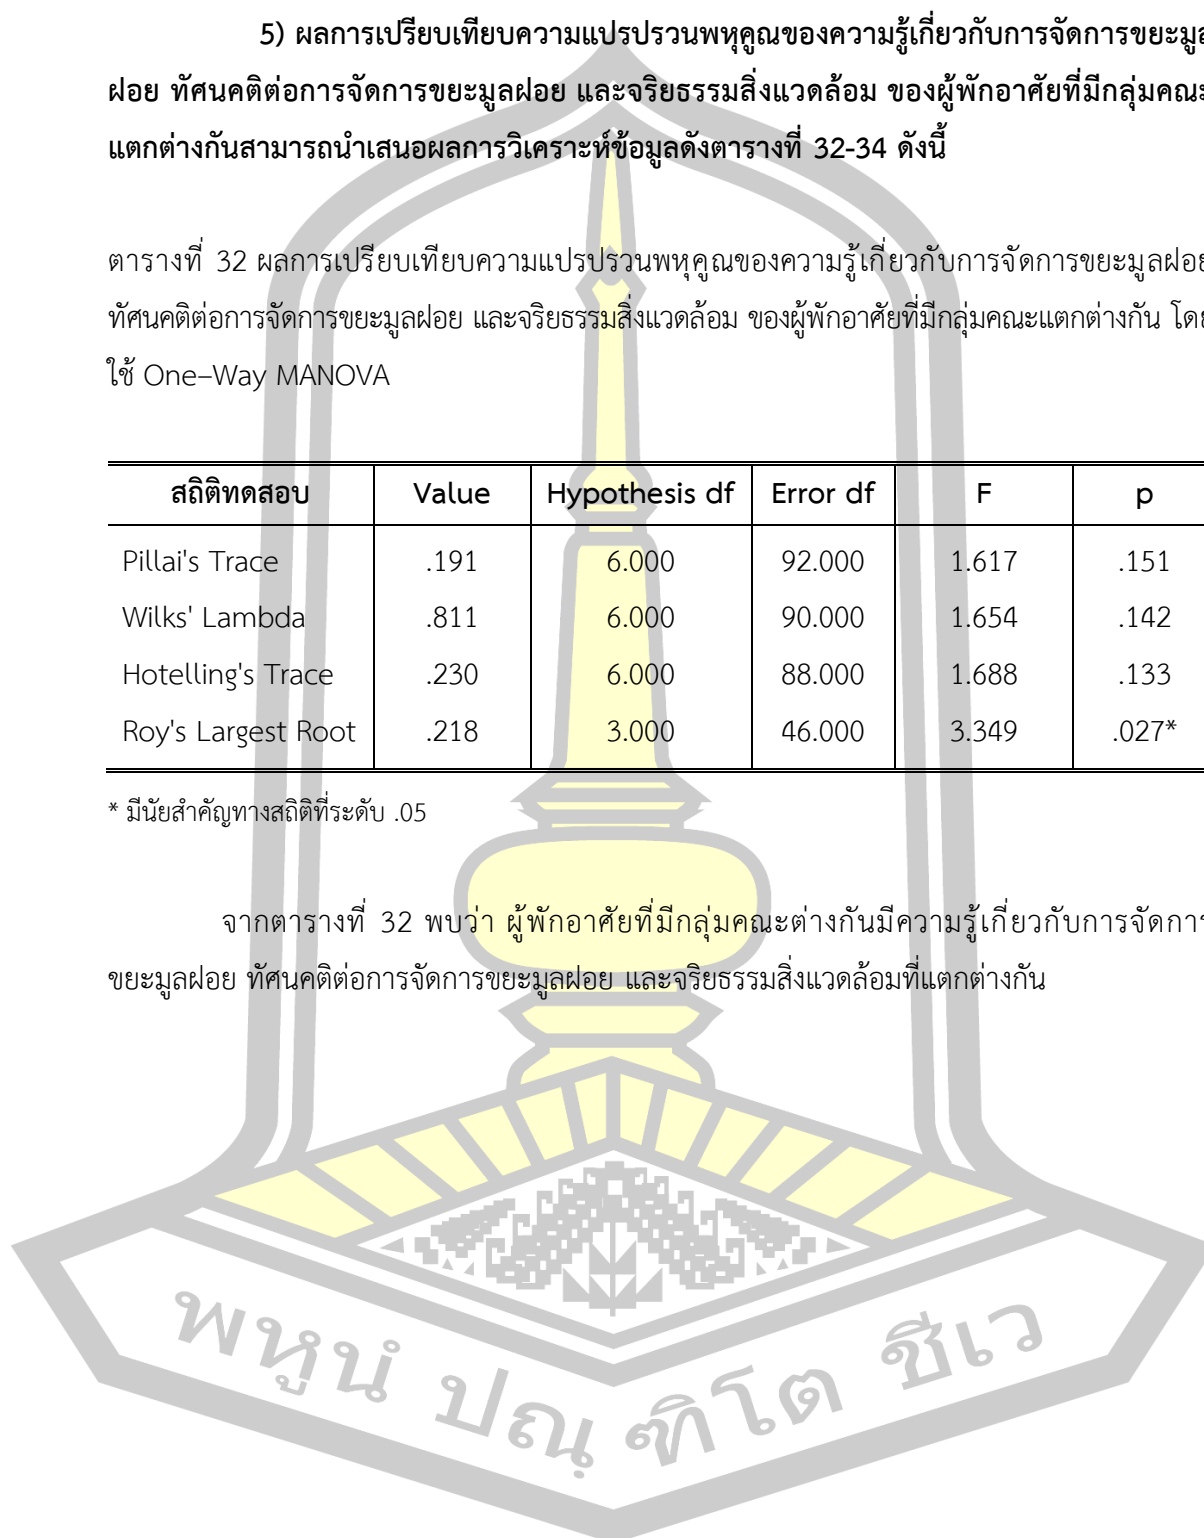 5) ผลการเปรียบเทียบความแปรปรวนพหุคูณของความรู้เกี่ยวกับการจัดการขยะมูล
ฝอย ทัศนคติต่อการจัดการขยะมูลฝอย และจริยธรรมสิ่งแวดล้อม ของผู้พักอาศัยที่มีกลุ่มคณะ
แตกต่างกันสามารถนำเสนอผลการวิเคราะห์ข้อมูลดังตารางที่ 32-34 ดังนี้
ตารางที่ 32 ผลการเปรียบเทียบความแปรปรวนพหุคูณของความรู้เกี่ยวกับการจัดการขยะมูลฝอย
ทัศนคติต่อการจัดการขยะมูลฝอย และจริยธรรมสิ่งแวดล้อม ของผู้พักอาศัยที่มีกลุ่มคณะแตกต่างกัน โดย
ใช้ One–Way MANOVA
สถิติทดสอบ Value Hypothesis df Error df F p
Pillai's Trace .191 6.000 92.000 1.617 .151
Wilks' Lambda .811 6.000 90.000 1.654 .142
Hotelling's Trace .230 6.000 88.000 1.688 .133
Roy's Largest Root .218 3.000 46.000 3.349 .027*
* มีนัยสำคัญทางสถิติที่ระดับ .05
จากตารางที่ 32 พบว่า ผู้พักอาศัยที่มีกลุ่มคณะต่างกันมีความรู้เกี่ยวกับการจัดการ
ขยะมูลฝอย ทัศนคติต่อการจัดการขยะมูลฝอย และจริยธรรมสิ่งแวดล้อมที่แตกต่างกัน
พหูนํ ปณฺฑิโต ชีเว